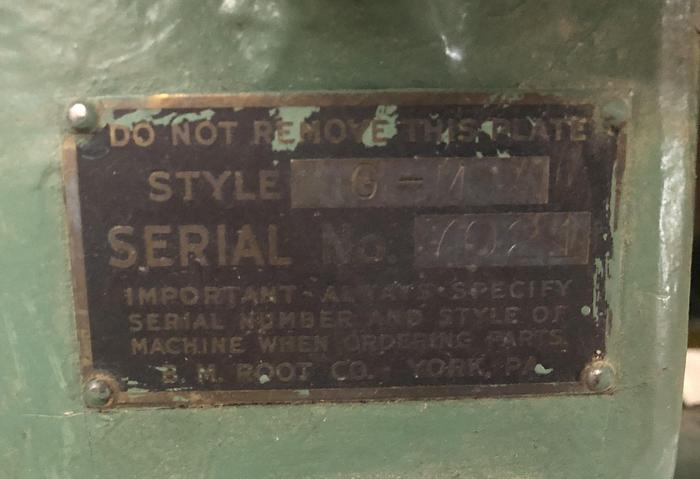 DO NOT REMOVE THIS PLATE
STYLE G -
SERIAL No. 7021
IMPORTANT - ALWAYS - SPECIFY
SERIAL NUMBER AND STYLE OF
MACHINE WHEN ORDERING PARTS.
B. M. ROOT CO. YORK, PA.